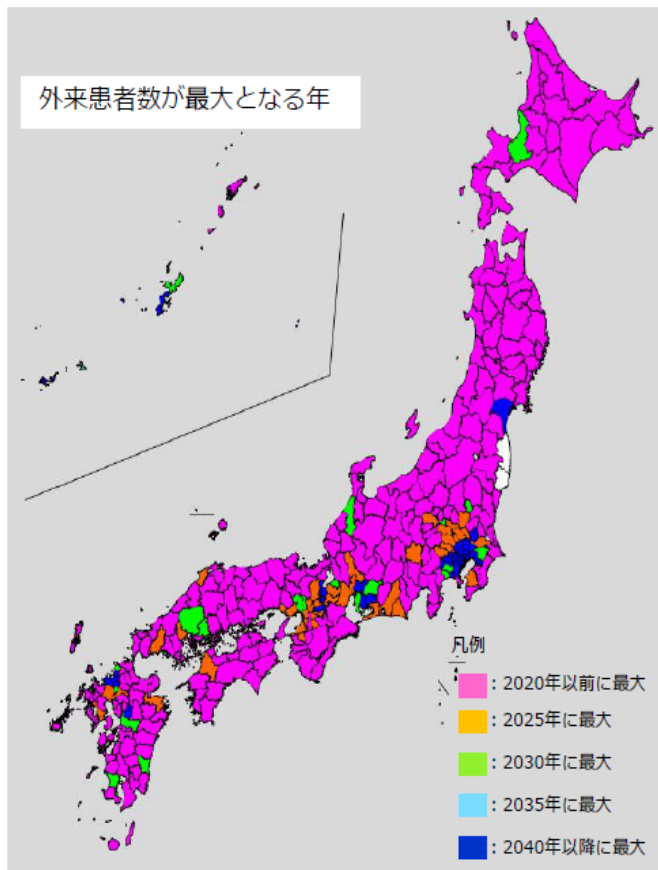 外来患者数が最大となる年
凡例
: 2020年以前に最大
: 2025年に最大
: 2030年に最大
: 2035年に最大
: 2040年以降に最大